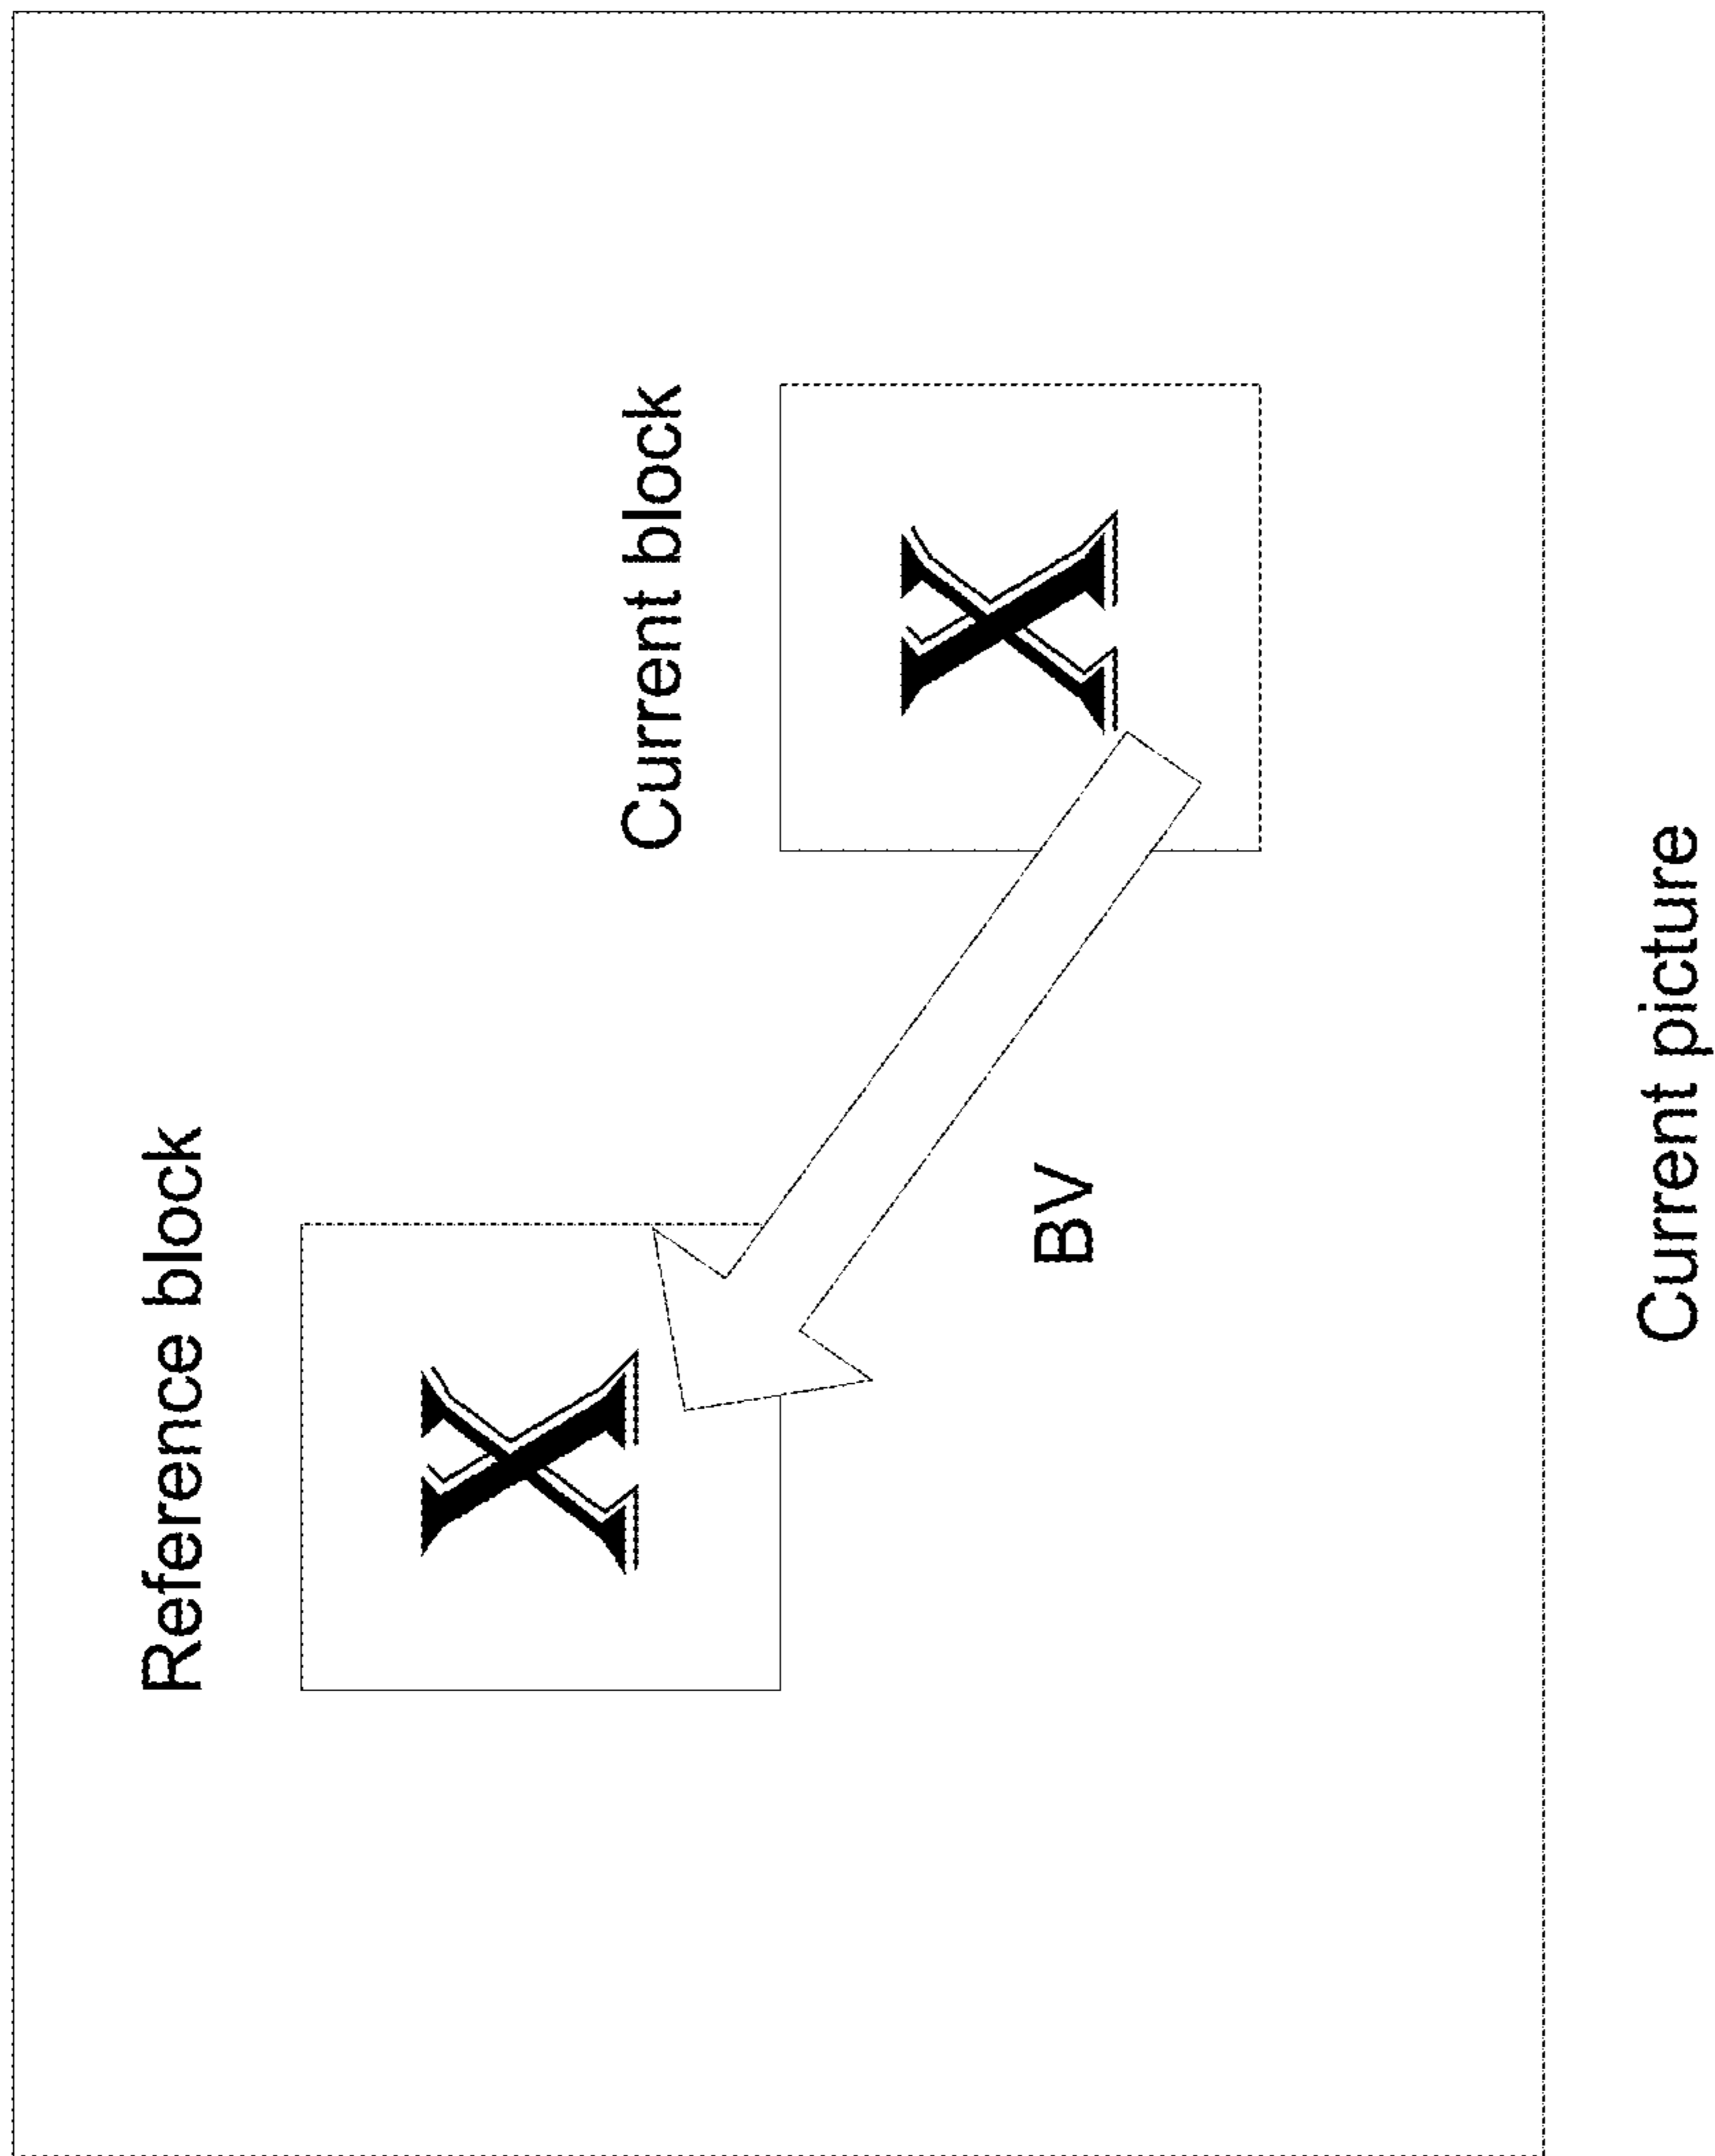 Reference block
X
Current block
X
BV
Current picture